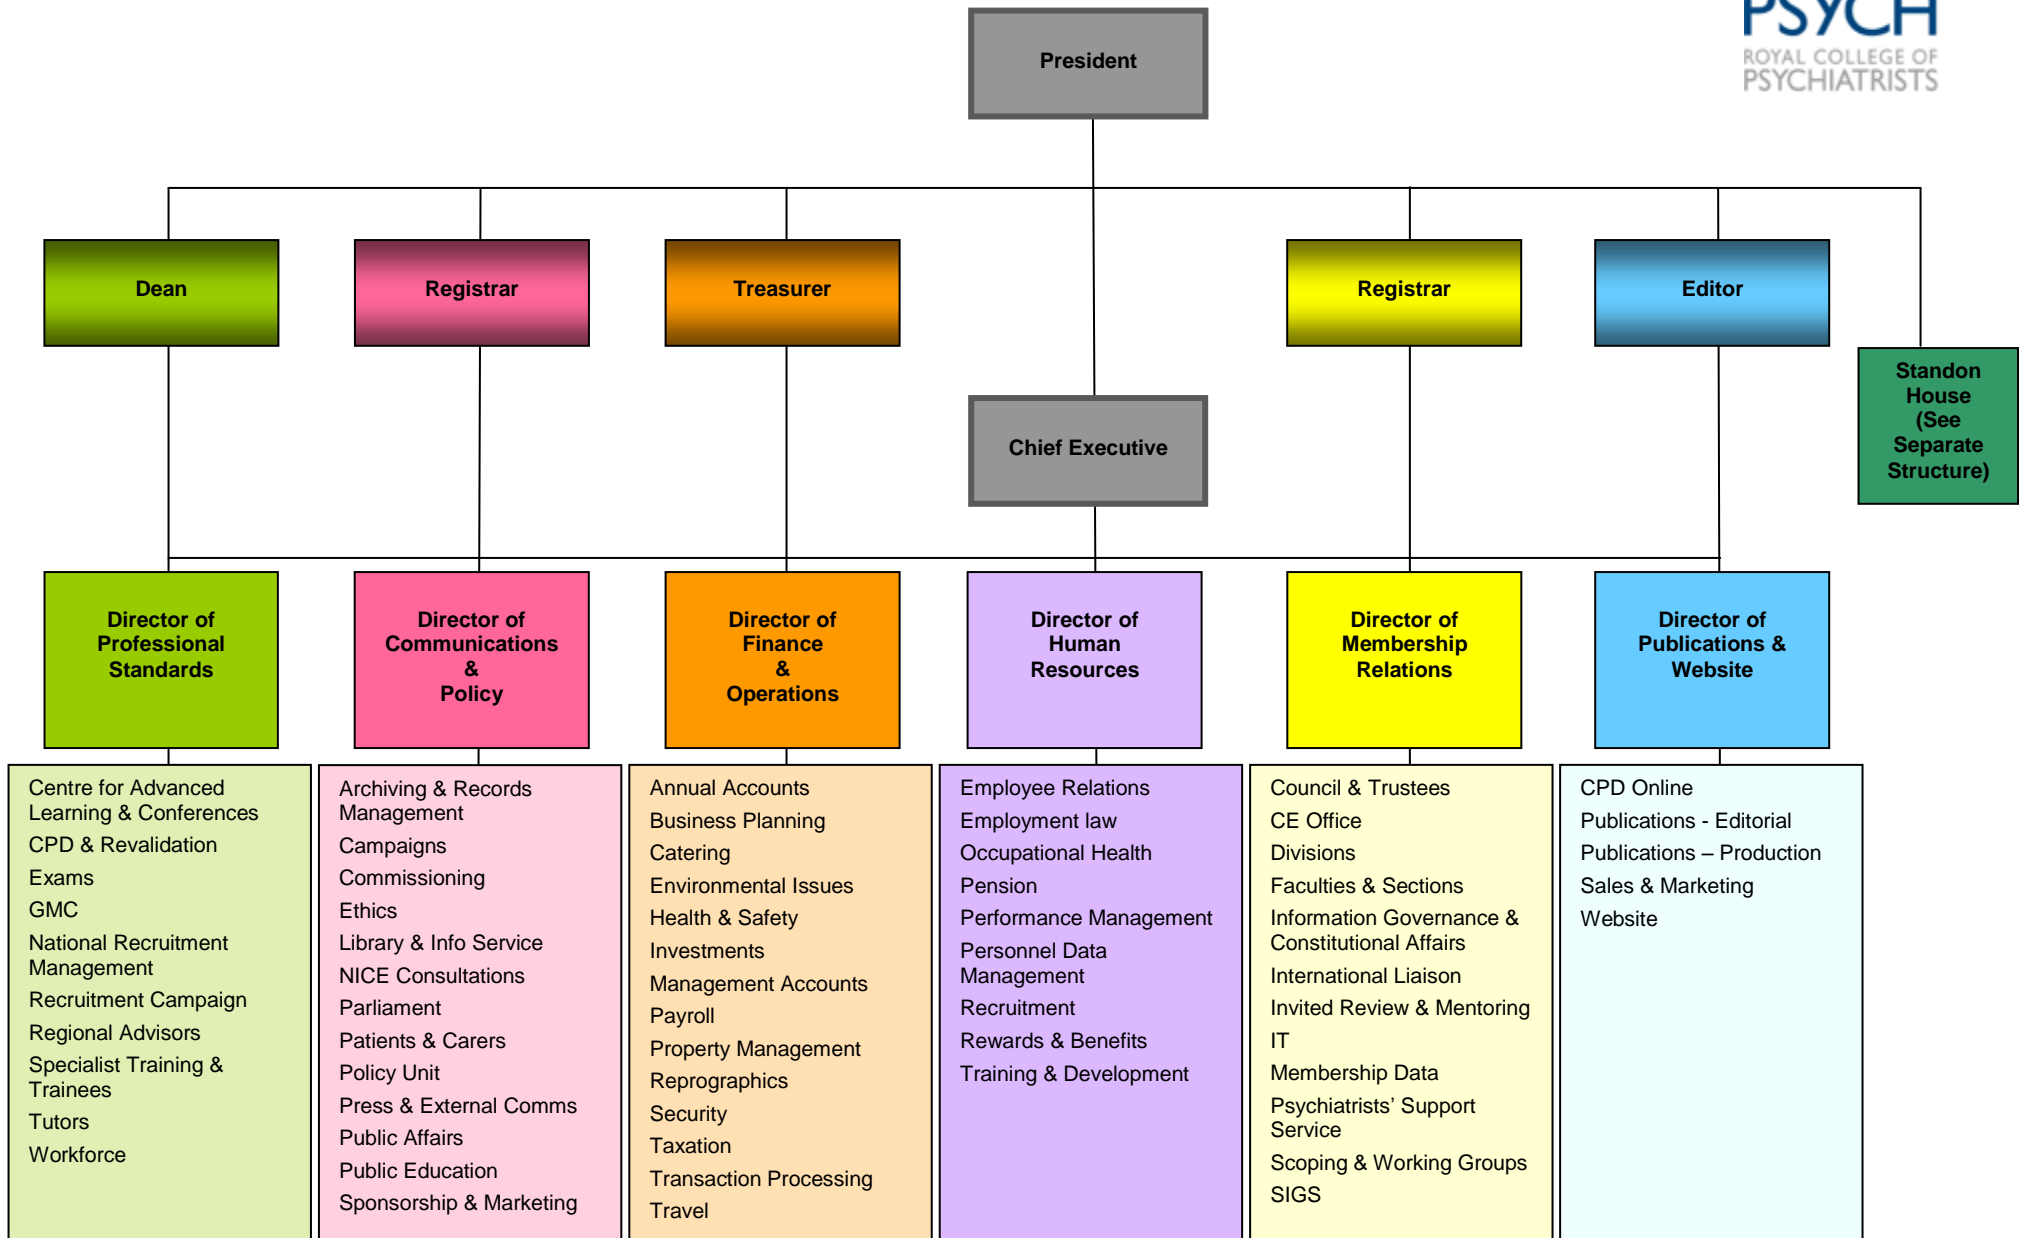 PSYCH
ROYAL COLLEGE OF
PSYCHIATRISTS
President
Dean
Registrar
Treasurer
Registrar
Editor
Standon
House
(See
Separate
Structure)
Chief Executive
Director of
Professional
Standards
Director of
Communications
&
Policy
Director of
Finance
&
Operations
Director of
Human
Resources
Director of
Membership
Relations
Director of
Publications &
Website
Centre for Advanced
Learning & Conferences
CPD & Revalidation
Exams
GMC
National Recruitment
Management
Recruitment Campaign
Regional Advisors
Specialist Training &
Trainees
Tutors
Workforce
Archiving & Records
Management
Campaigns
Commissioning
Ethics
Library & Info Service
NICE Consultations
Parliament
Patients & Carers
Policy Unit
Press & External Comms
Public Affairs
Public Education
Sponsorship & Marketing
Annual Accounts
Business Planning
Catering
Environmental Issues
Health & Safety
Investments
Management Accounts
Payroll
Property Management
Reprographics
Security
Taxation
Transaction Processing
Travel
Employee Relations
Employment law
Occupational Health
Pension
Performance Management
Personnel Data
Management
Recruitment
Rewards & Benefits
Training & Development
Council & Trustees
CE Office
Divisions
Faculties & Sections
Information Governance &
Constitutional Affairs
International Liaison
Invited Review & Mentoring
IT
Membership Data
Psychiatrists’ Support
Service
Scoping & Working Groups
SIGS
CPD Online
Publications - Editorial
Publications – Production
Sales & Marketing
Website